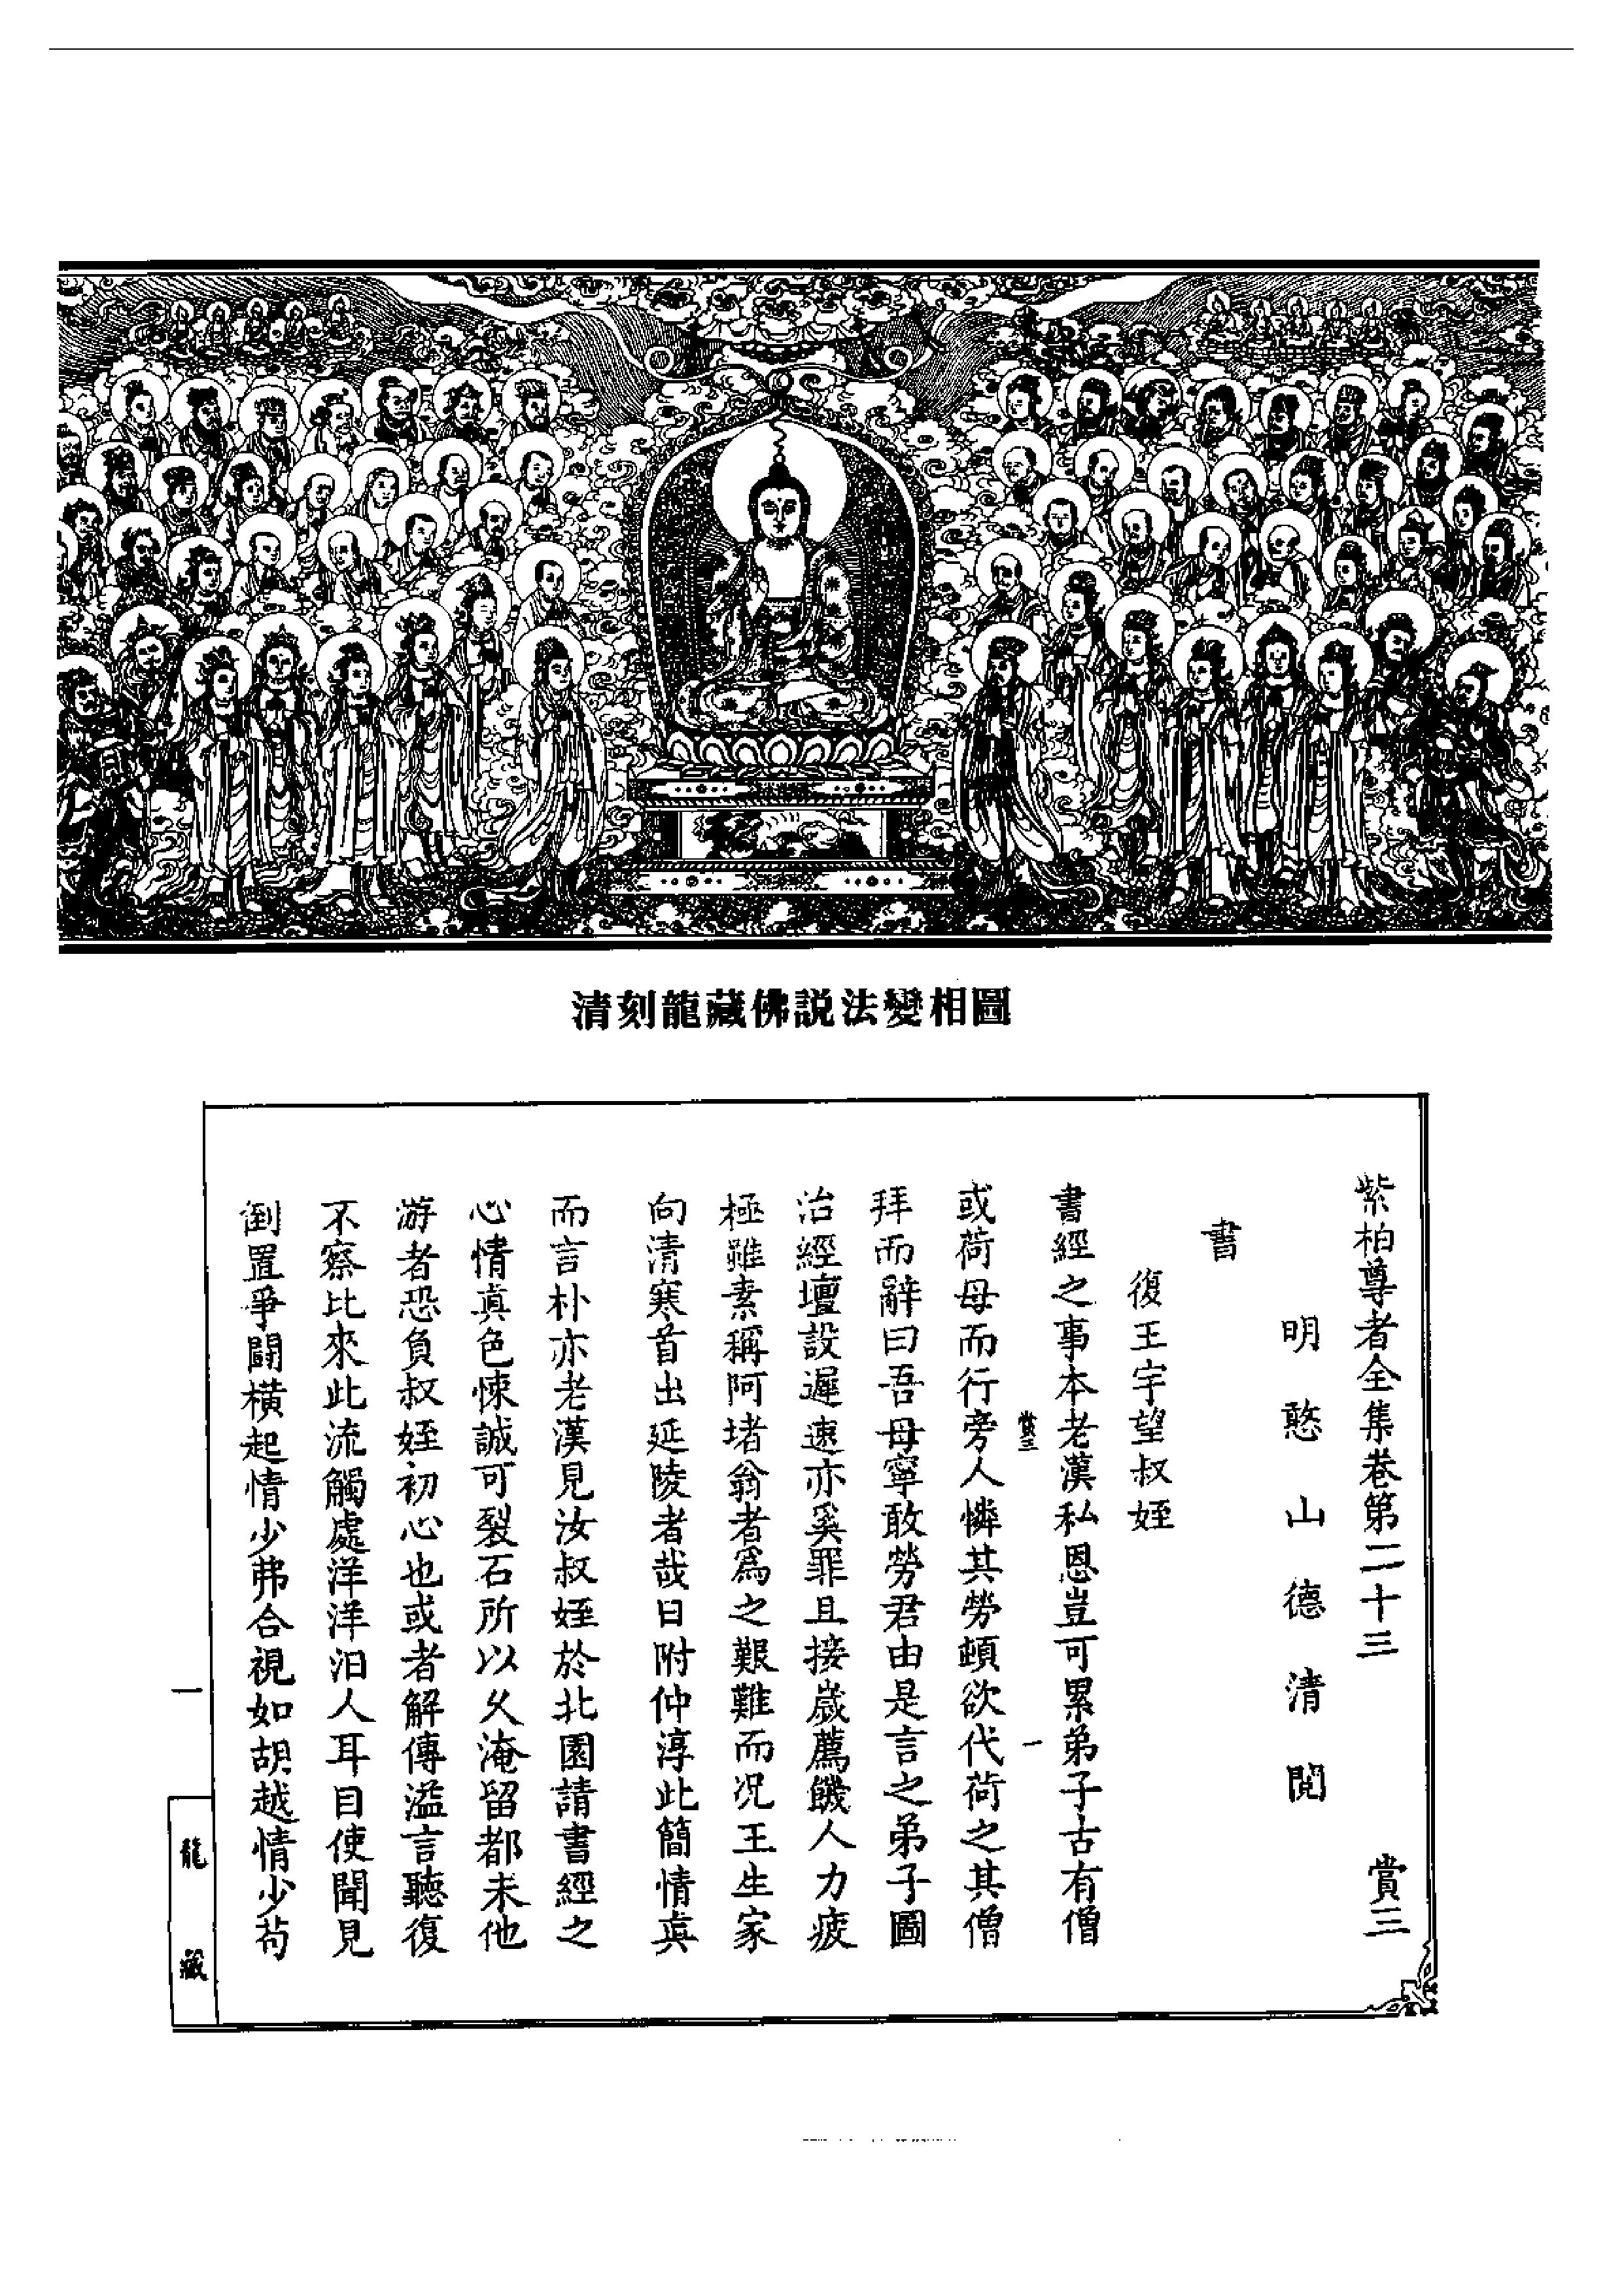 清刻龍藏佛説法變相圖
紫柏尊者全集卷第二十三 賞三
明憨山德清閱
書
復王宇望叔姪
書經之事本老漢私恩豈可累弟子古有僧
賞三 一
或荷母而行旁人憐其勞頓欲代荷之其僧
拜而辭曰吾母寧敢勞君由是言之弟子圖
治經壇設遲速亦奚罪且接歲薦饑人力疲
極雖素稱阿堵翁者為之艱難而況王生家
向清寒首出延陵者哉日附仲淳此簡情真
而言朴亦老漢見汝叔姪於北園請書經之
心情真色悚誠可裂石所以久淹留都未他
游者恐負叔姪初心也或者解傳溢言聽復
不察比來此流觸處洋洋汩人耳目使聞見
倒置爭鬪橫起情少弗合視如胡越情少苟
一
龍藏